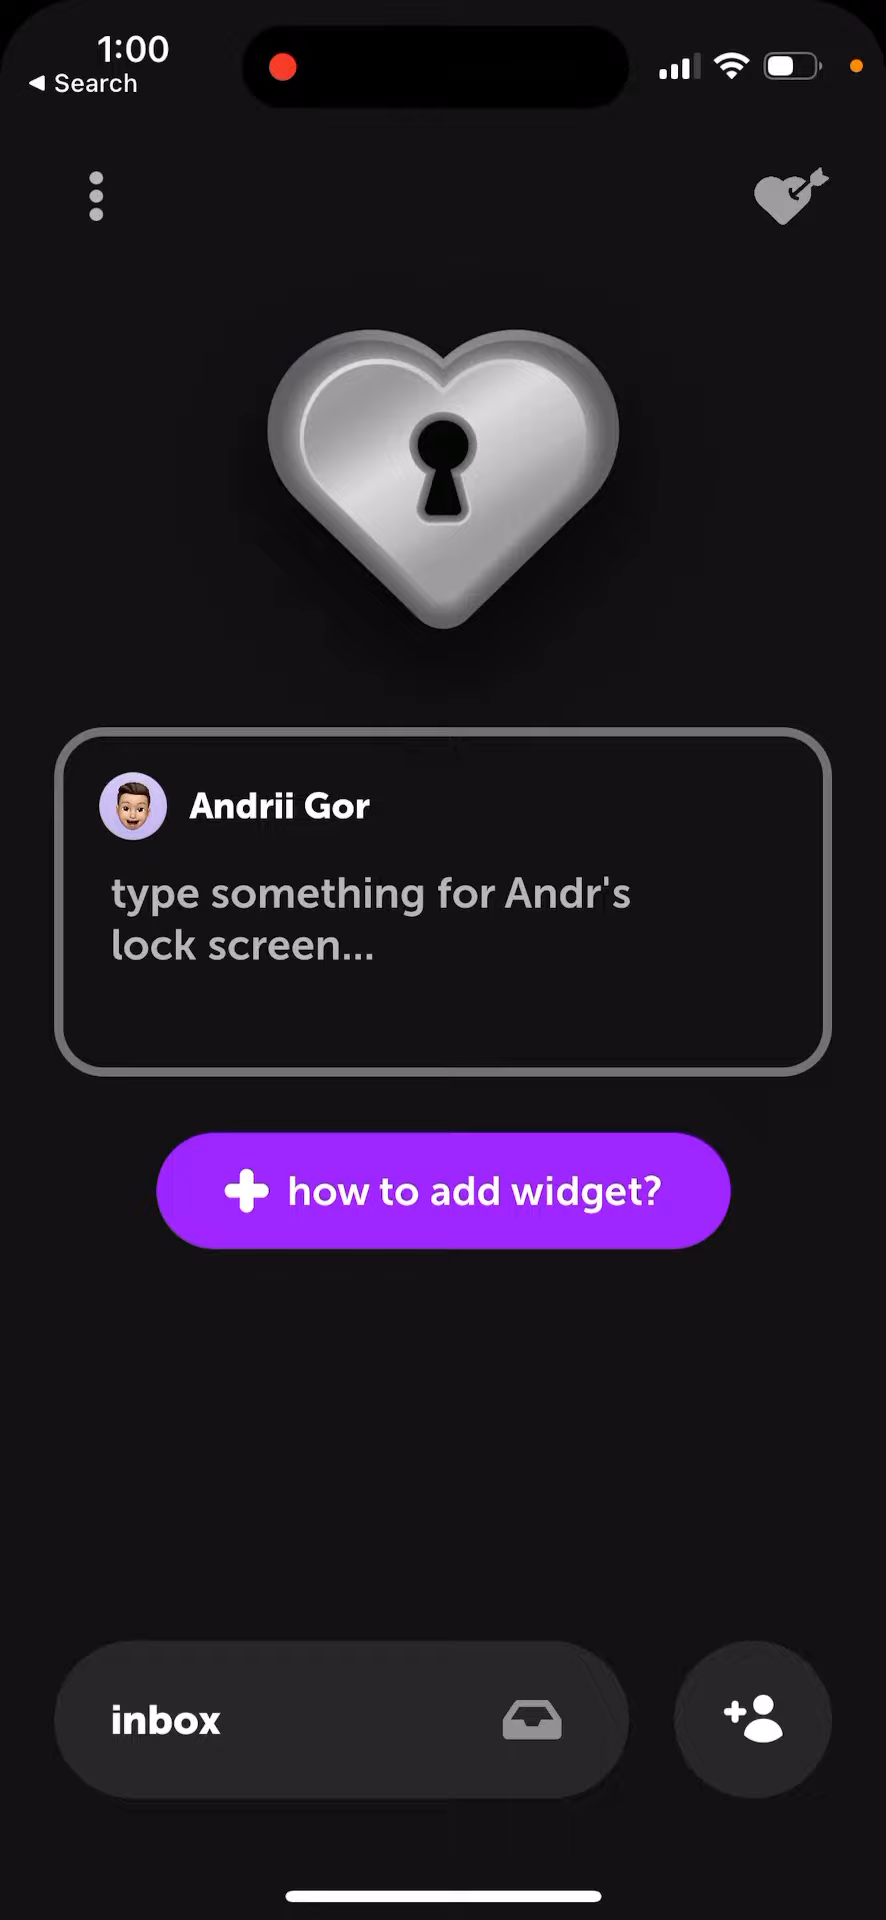 1:00
Search
Andrii Gor
type something for Andr's
lock screen...
how to add widget?
inbox